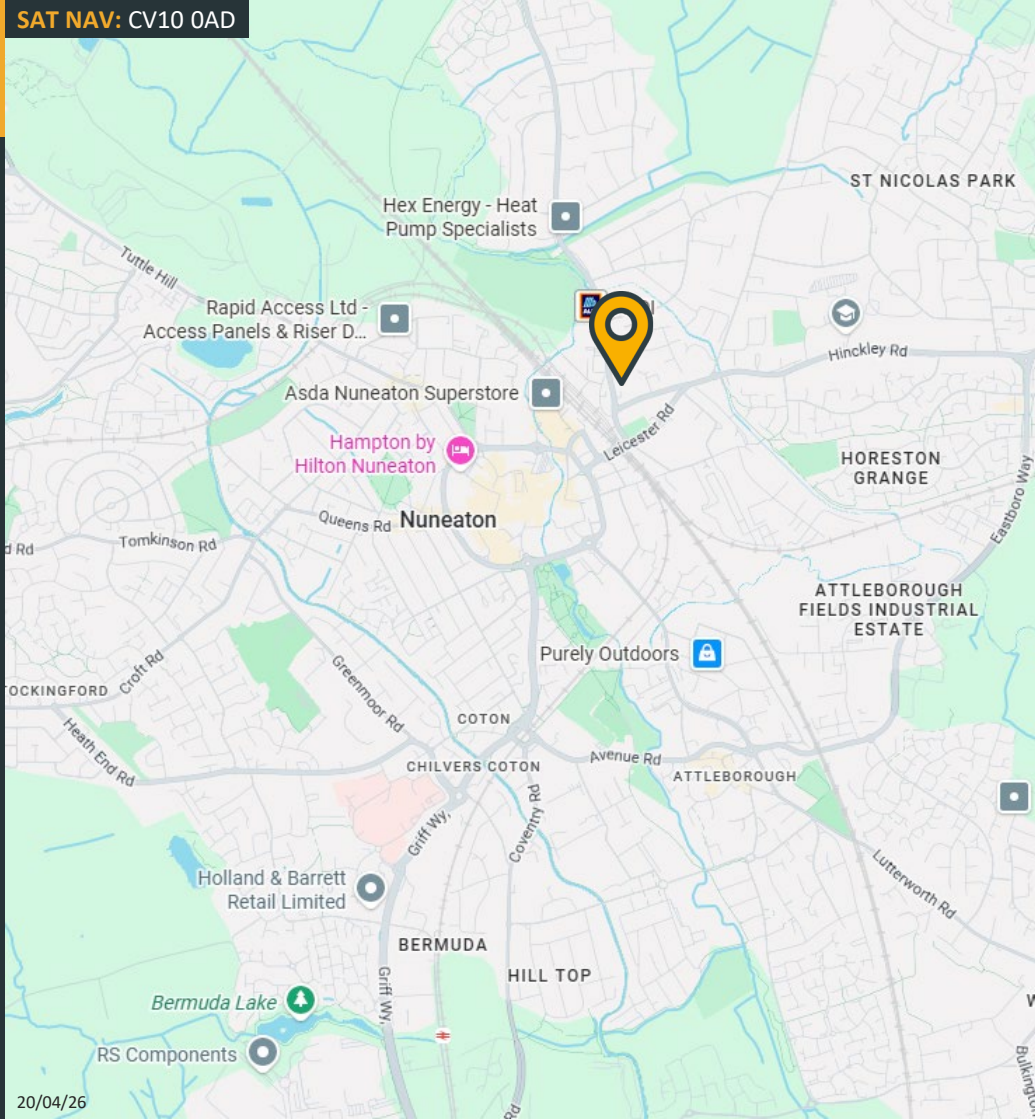 SAT NAV: CV10 0AD
ST NICOLAS PARK
Hex Energy - Heat
Pump Specialists
Tuttle Hill
Rapid Access Ltd -
Access Panels & Riser D...
Hinckley Rd
Asda Nuneaton Superstore
Leicester Rd
Hampton by
Hilton Nuneaton
HORESTON
GRANGE
Eastboro Way
Queens Rd
Nuneaton
d Rd
Tomkinson Rd
ATTLEBOROUGH
FIELDS INDUSTRIAL
ESTATE
Purely Outdoors
Croft Rd
OCKINGFORD
Greenmoor Rd
COTON
Heath End Rd
Avenue Rd
CHILVERS COTON
ATTLEBOROUGH
Griff Wy,
Coventry Rd
Lutterworth Rd
Holland & Barrett
Retail Limited
BERMUDA
HILL TOP
Griff Wy,
Bermuda Lake
RS Components
Rd
20/04/26